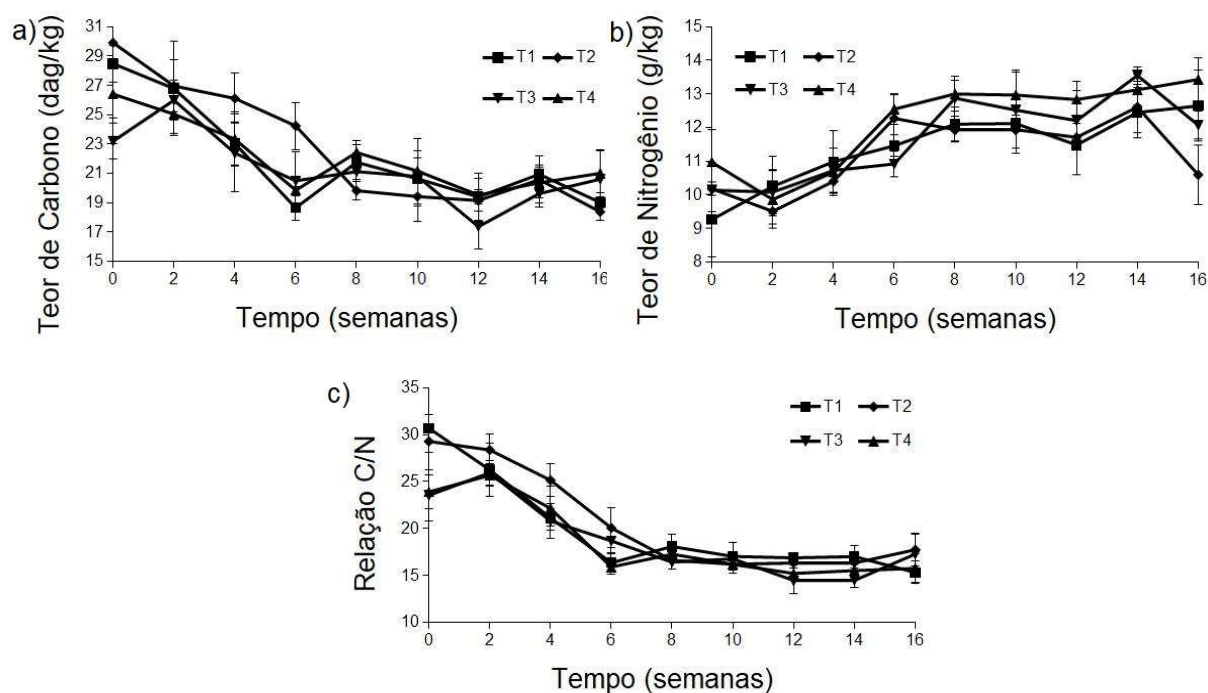 a)
Teor de Carbono (dag/kg)
31
29
27
25
23
21
19
17
15
T1 T2
T3 T4
0 2 4 6 8 10 12 14 16
Tempo (semanas)
b)
Teor de Nitrogênio (g/kg)
15
14
13
12
11
10
9
8
T1 T2
T3 T4
0 2 4 6 8 10 12 14 16
Tempo (semanas)
c)
Relação C/N
35
30
25
20
15
10
T1 T2
T3 T4
0 2 4 6 8 10 12 14 16
Tempo (semanas)